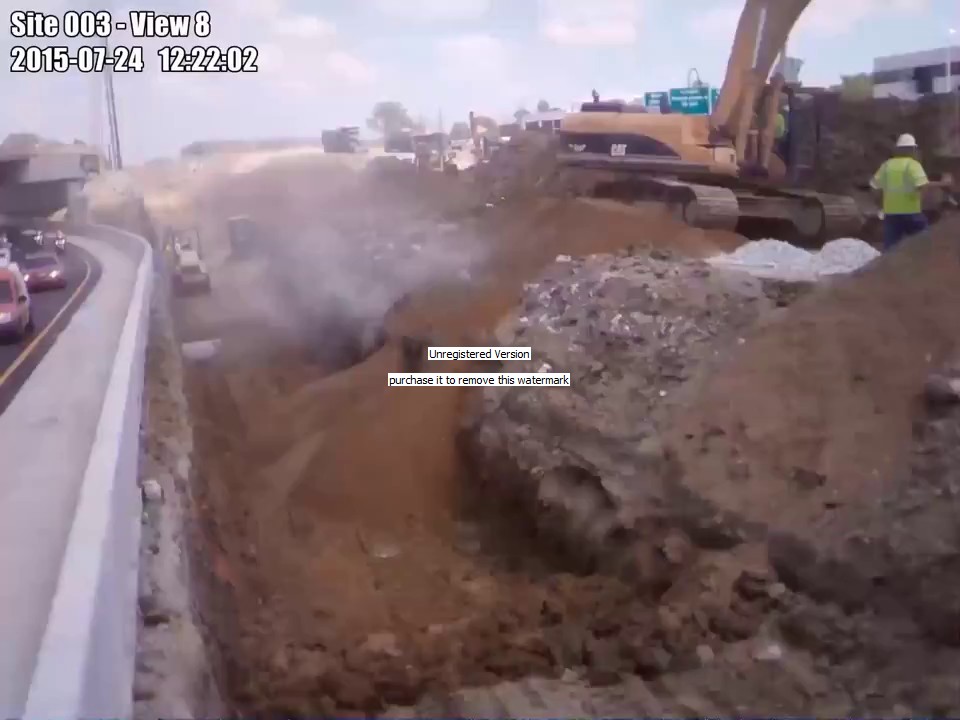 Site 003 - View 8
2015-07-24 12:22:02
CAT
Unregistered Version
purchase it to remove this watermark